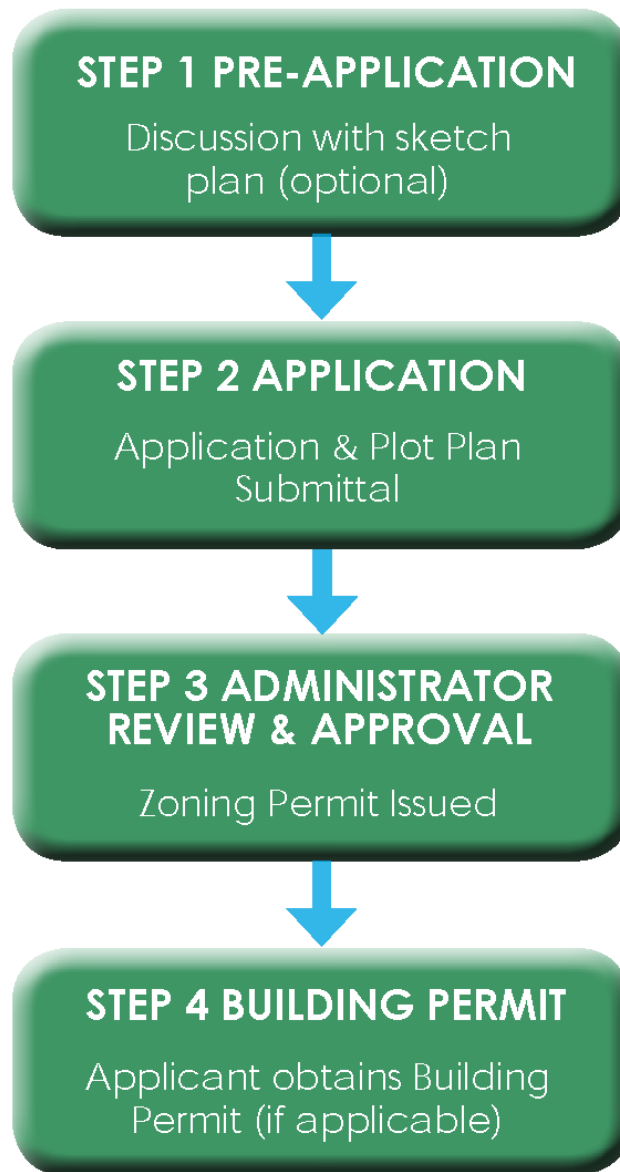 STEP 1 PRE-APPLICATION
Discussion with sketch
plan (optional)
STEP 2 APPLICATION
Application & Plot Plan
Submittal
STEP 3 ADMINISTRATOR
REVIEW & APPROVAL
Zoning Permit Issued
STEP 4 BUILDING PERMIT
Applicant obtains Building
Permit (if applicable)